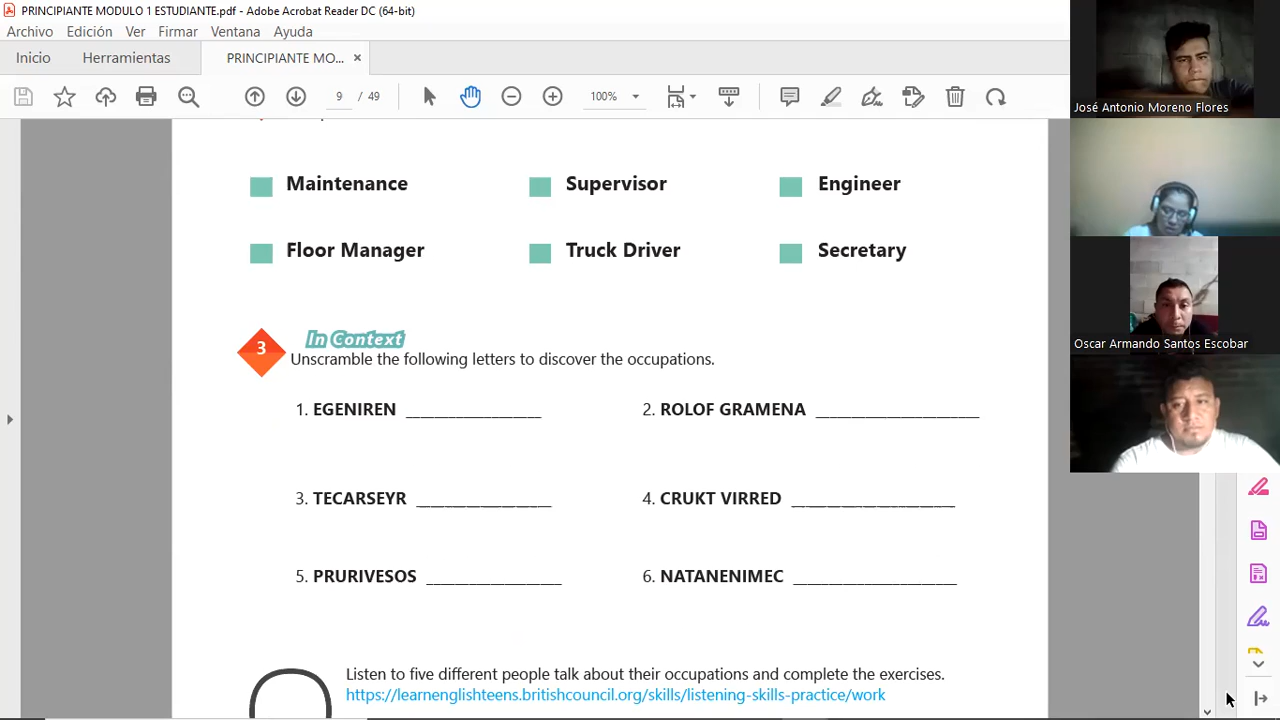 PRINCIPIANTE MODULO 1 ESTUDIANTE.pdf - Adobe Acrobat Reader DC (64-bit)
Archivo Edición Ver Firmar Ventana Ayuda
Inicio Herramientas PRINCIPIANTE MO... ×
9 / 49 100%
Maintenance Supervisor Engineer
Floor Manager Truck Driver Secretary
3 In Context
Unscramble the following letters to discover the occupations.
1. EGENIREN ________________ 2. ROLOF GRAMENA ____________________
3. TECARSEYR ________________ 4. CRUKT VIRRED ____________________
5. PRURIVESOS ________________ 6. NATANENIMEC ____________________
Listen to five different people talk about their occupations and complete the exercises.
https://learnenglishteens.britishcouncil.org/skills/listening-skills-practice/work
José Antonio Moreno Flores
Oscar Armando Santos Escobar